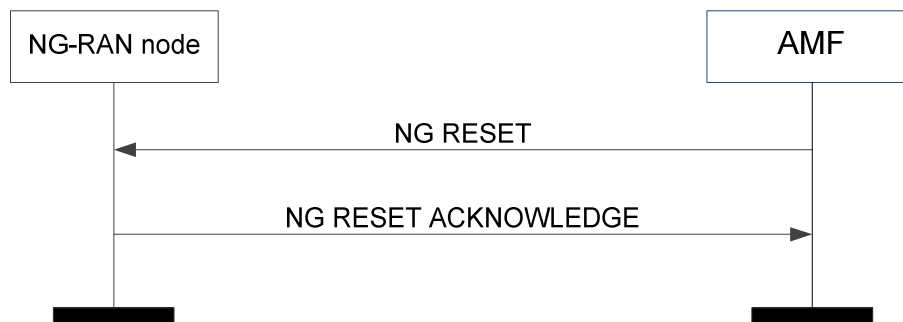 NG-RAN node
AMF
NG RESET
NG RESET ACKNOWLEDGE